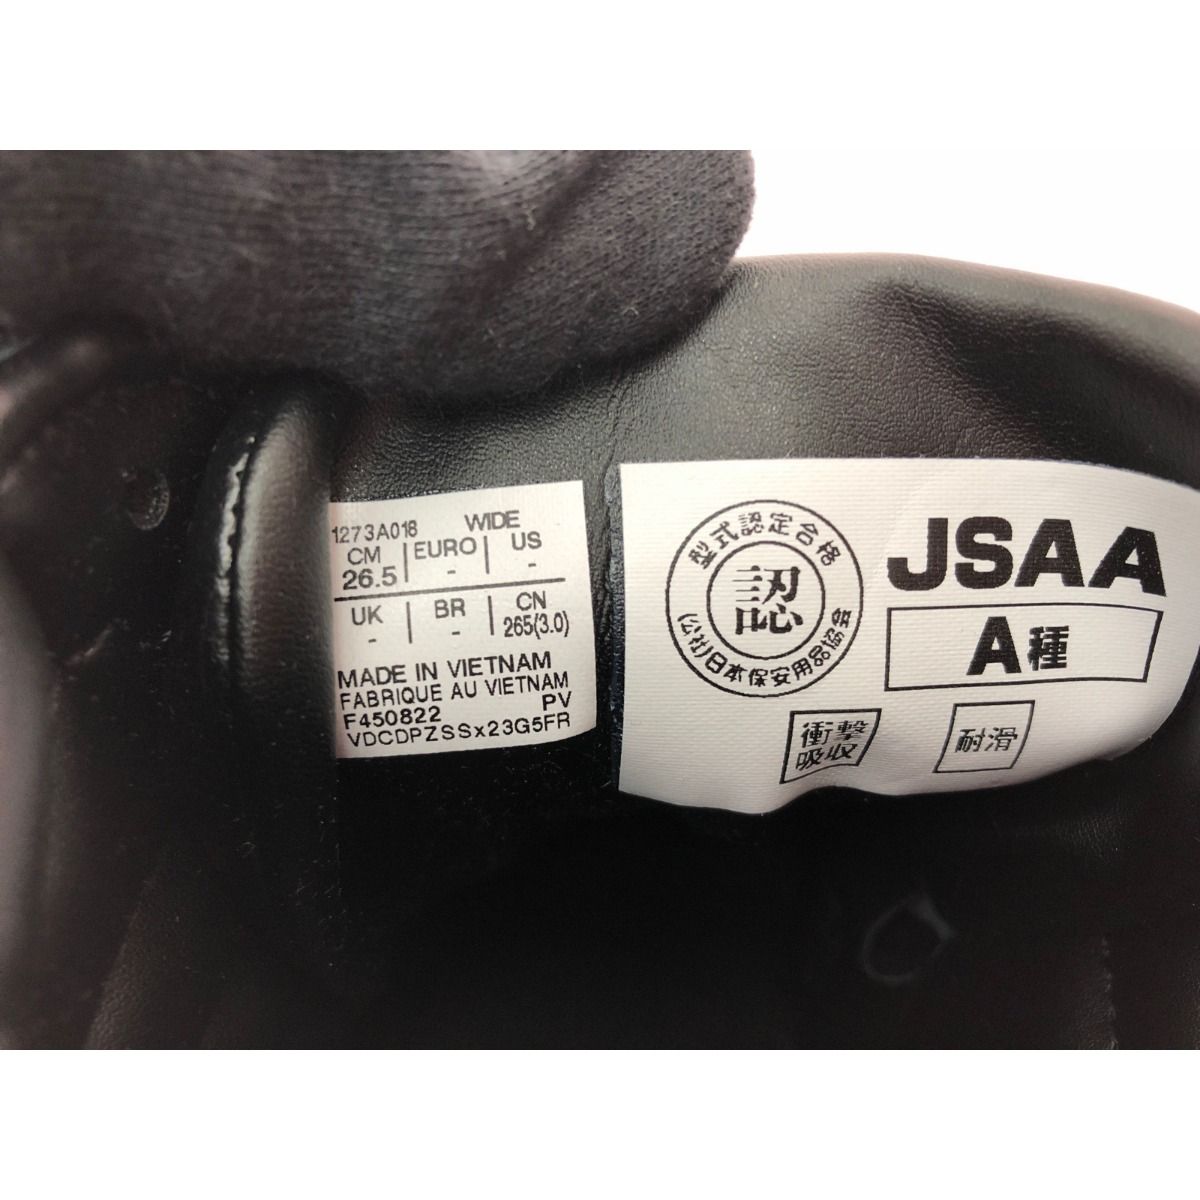 1273A018 WIDE
CM EURO US
26.5 - -
UK BR CN
- - 265(3.0)
MADE IN VIETNAM
FABRIQUE AU VIETNAM
F450822 PV
VDCDPZSSx23G5FR
型式認定合格
認
(公社)日本保安用品協会
JSAA
A種
衝撃
吸収
耐滑